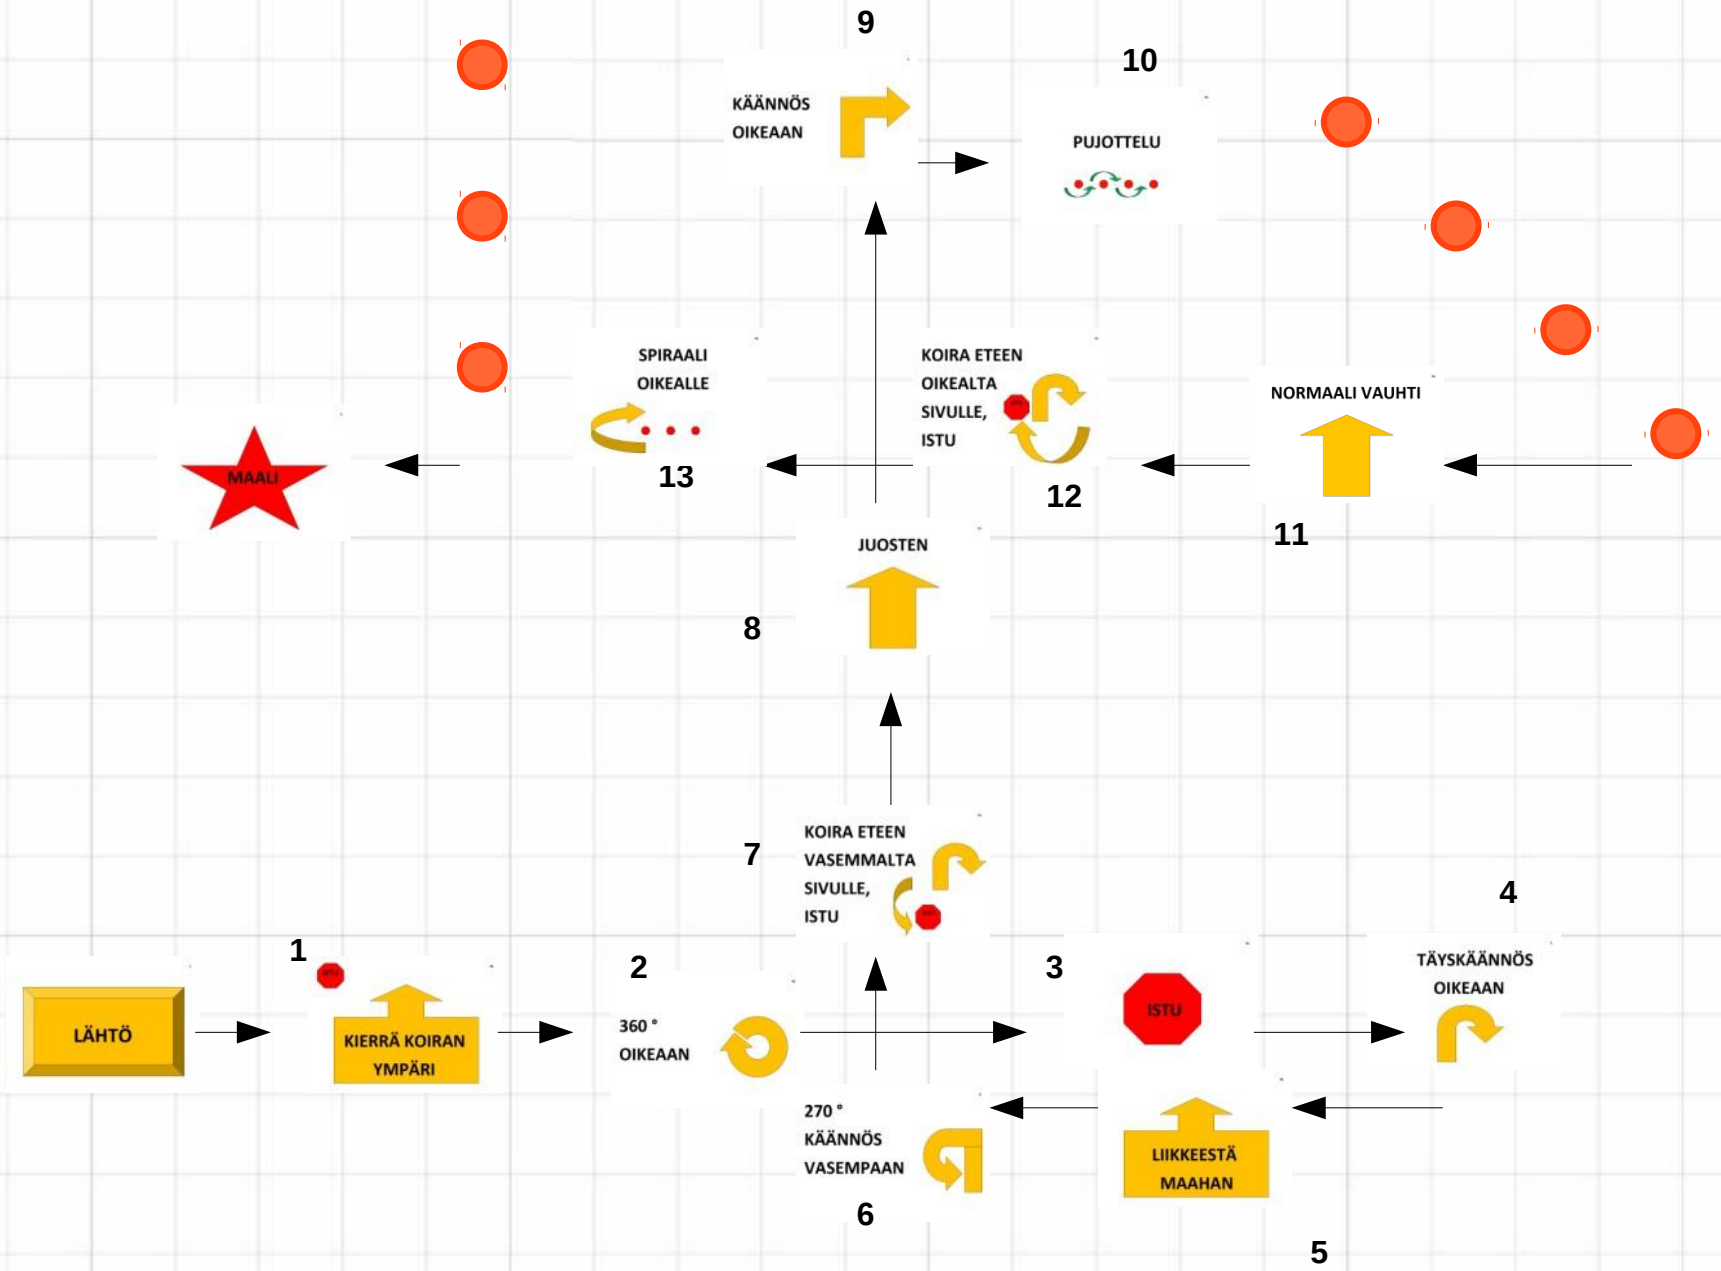 9
10
KÄÄNNÖS
OIKEAAN
PUJOTTELU
SPIRAALI
OIKEALLE
13
KOIRA ETEEN
OIKEALTA
SIVULLE,
ISTU
12
NORMAALI VAUHTI
11
MAALI
JUOSTEN
8
KOIRA ETEEN
VASEMMALTA
SIVULLE,
ISTU
7
4
1
2
3
LÄHTÖ
KIERRÄ KOIRAN
YMPÄRI
360 °
OIKEAAN
ISTU
TÄYSKÄÄNNÖS
OIKEAAN
270 °
KÄÄNNÖS
VASEMPAAN
6
LIIKKEESTÄ
MAAHAN
5